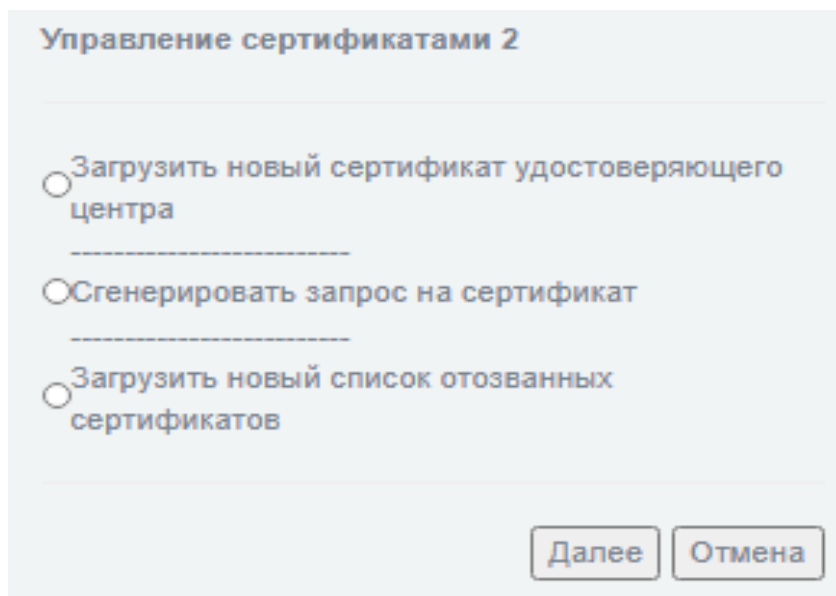 Управление сертификатами 2
Загрузить новый сертификат удостоверяющего
центра
--------------------------
Сгенерировать запрос на сертификат
--------------------------
Загрузить новый список отозванных
сертификатов
Далее Отмена